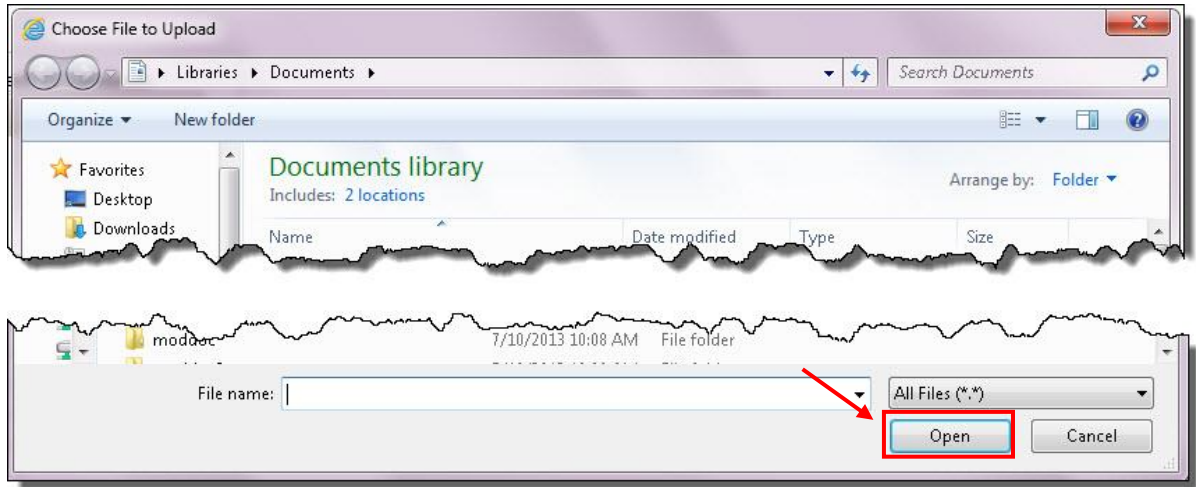 Choose File to Upload
Libraries Documents
Search Documents
Organize New folder
Favorites
Desktop
Downloads
Documents library
Includes: 2 locations
Arrange by: Folder
Name Date modified Type Size
moddoc 7/10/2013 10:08 AM File folder
File name: All Files (*.*)
Open Cancel